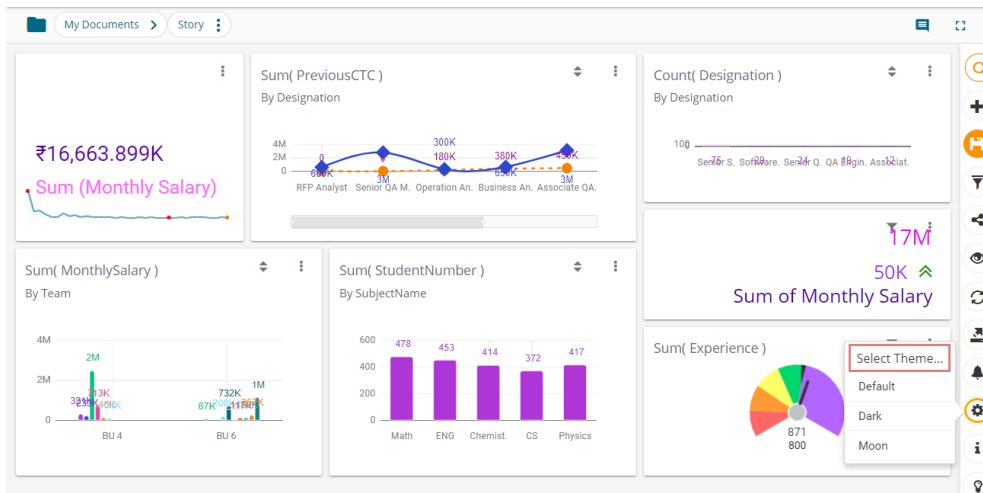 My Documents
Story
₹16,663.899K
Sum (Monthly Salary)
Sum( PreviousCTC )
By Designation
4M
2M
0
300K
180K
380K
3M
3M
RFP Analyst Senior QA M. Operation An. Business An. Associate QA.
Count( Designation )
By Designation
17M
50K
Sum of Monthly Salary
Sum( MonthlySalary )
By Team
4M
2M
0
2M
67K
732K
1M
BU 4
BU 6
Sum( StudentNumber )
By SubjectName
600
400
200
0
478
453
414
372
417
Math ENG Chemist. CS Physics
Sum( Experience )
871
800
Select Theme...
Default
Dark
Moon